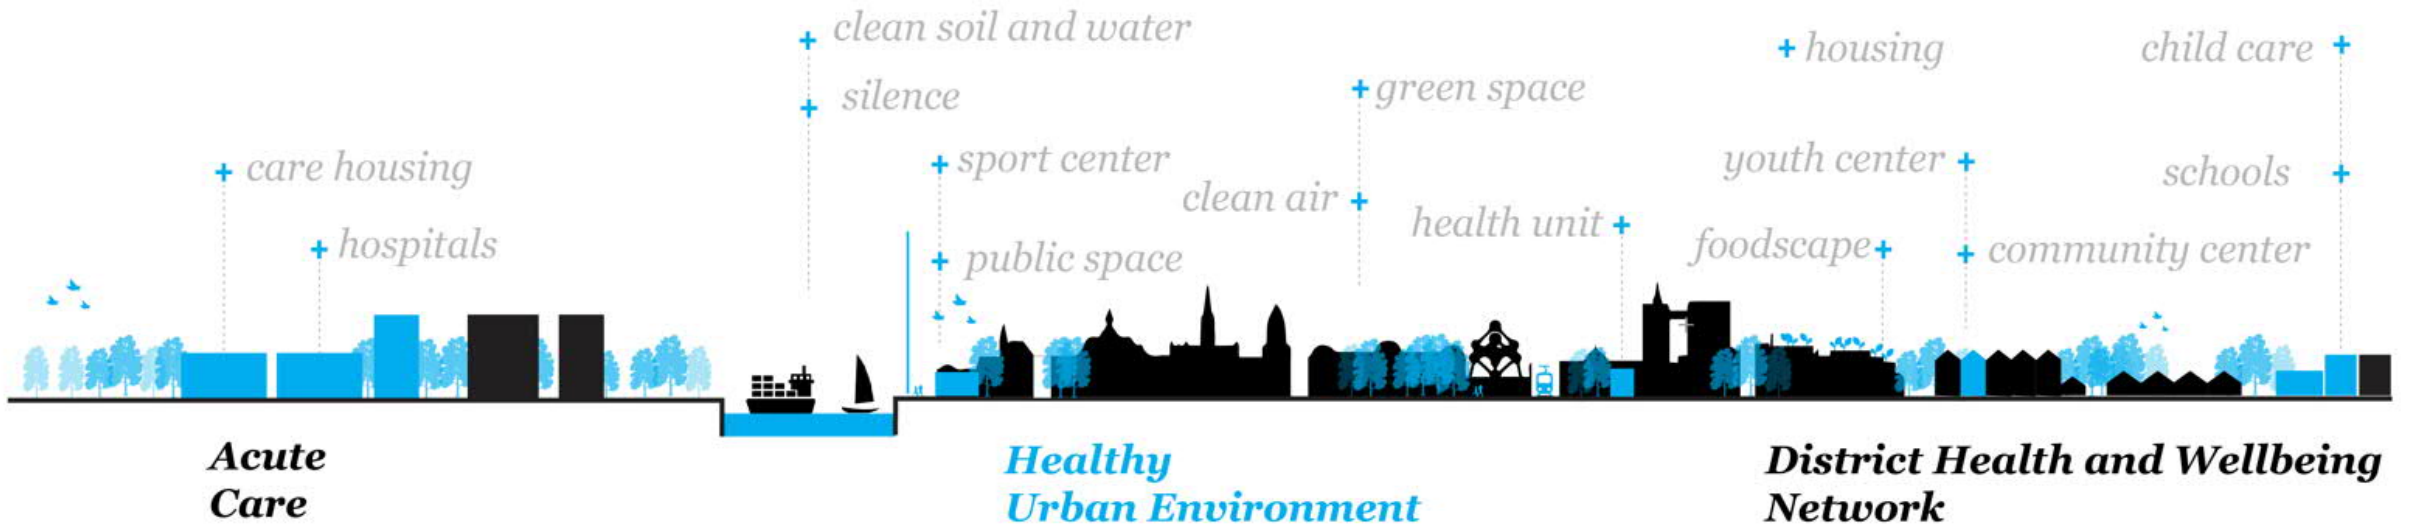 clean soil and water
silence
care housing
hospitals
sport center
public space
green space
clean air
health unit
housing
youth center
foodscape
community center
child care
schools
Acute
Care
Healthy
Urban Environment
District Health and Wellbeing
Network